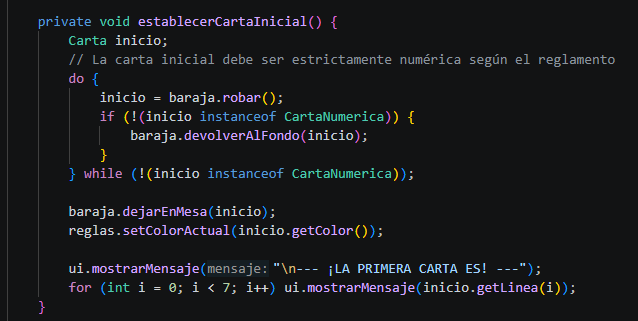 private void establecerCartaInicial() {
Carta inicio;
// La carta inicial debe ser estrictamente numérica según el reglamento
do {
inicio = baraja.robar();
if (!(inicio instanceof CartaNumerica)) {
baraja.devolverAlFondo(inicio);
}
} while (!(inicio instanceof CartaNumerica));
baraja.dejarEnMesa(inicio);
reglas.setColorActual(inicio.getColor());
ui.mostrarMensaje(mensaje: "\n--- ¡LA PRIMERA CARTA ES! ---");
for (int i = 0; i < 7; i++) ui.mostrarMensaje(inicio.getLinea(i));
}